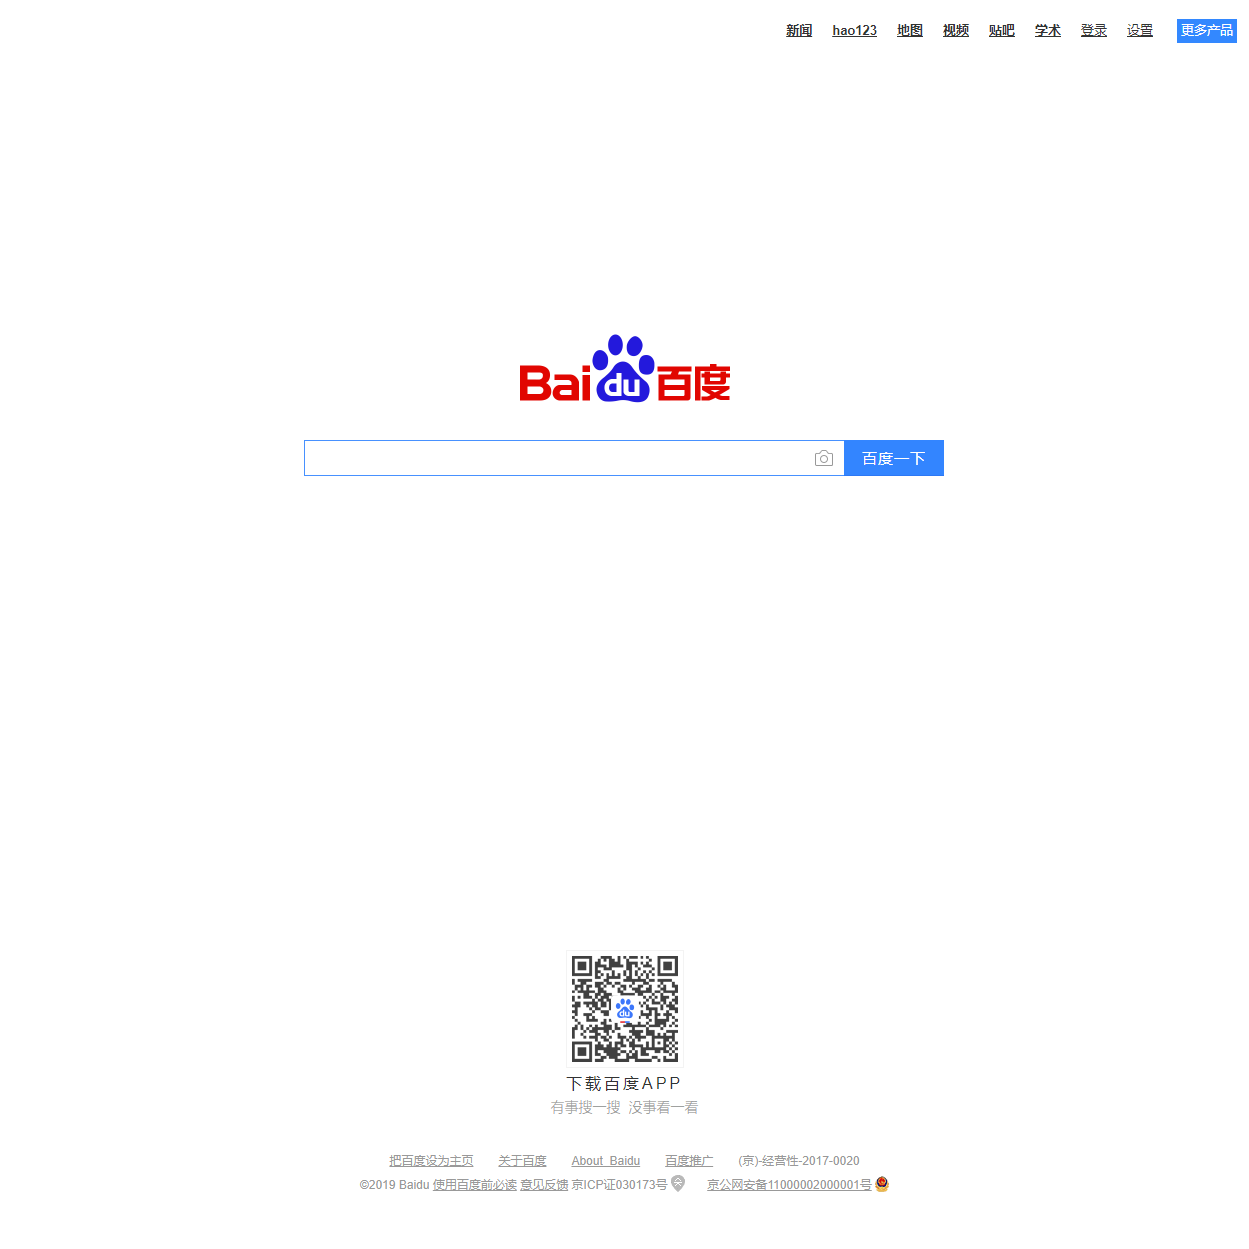 新闻 hao123 地图 视频 贴吧 学术 登录 设置 更多产品
Bai du 百度
百度一下
du
下载百度APP
有事搜一搜 没事看一看
把百度设为主页 关于百度 About Baidu 百度推广 (京)-经营性-2017-0020
©2019 Baidu 使用百度前必读 意见反馈 京ICP证030173号 京公网安备11000002000001号